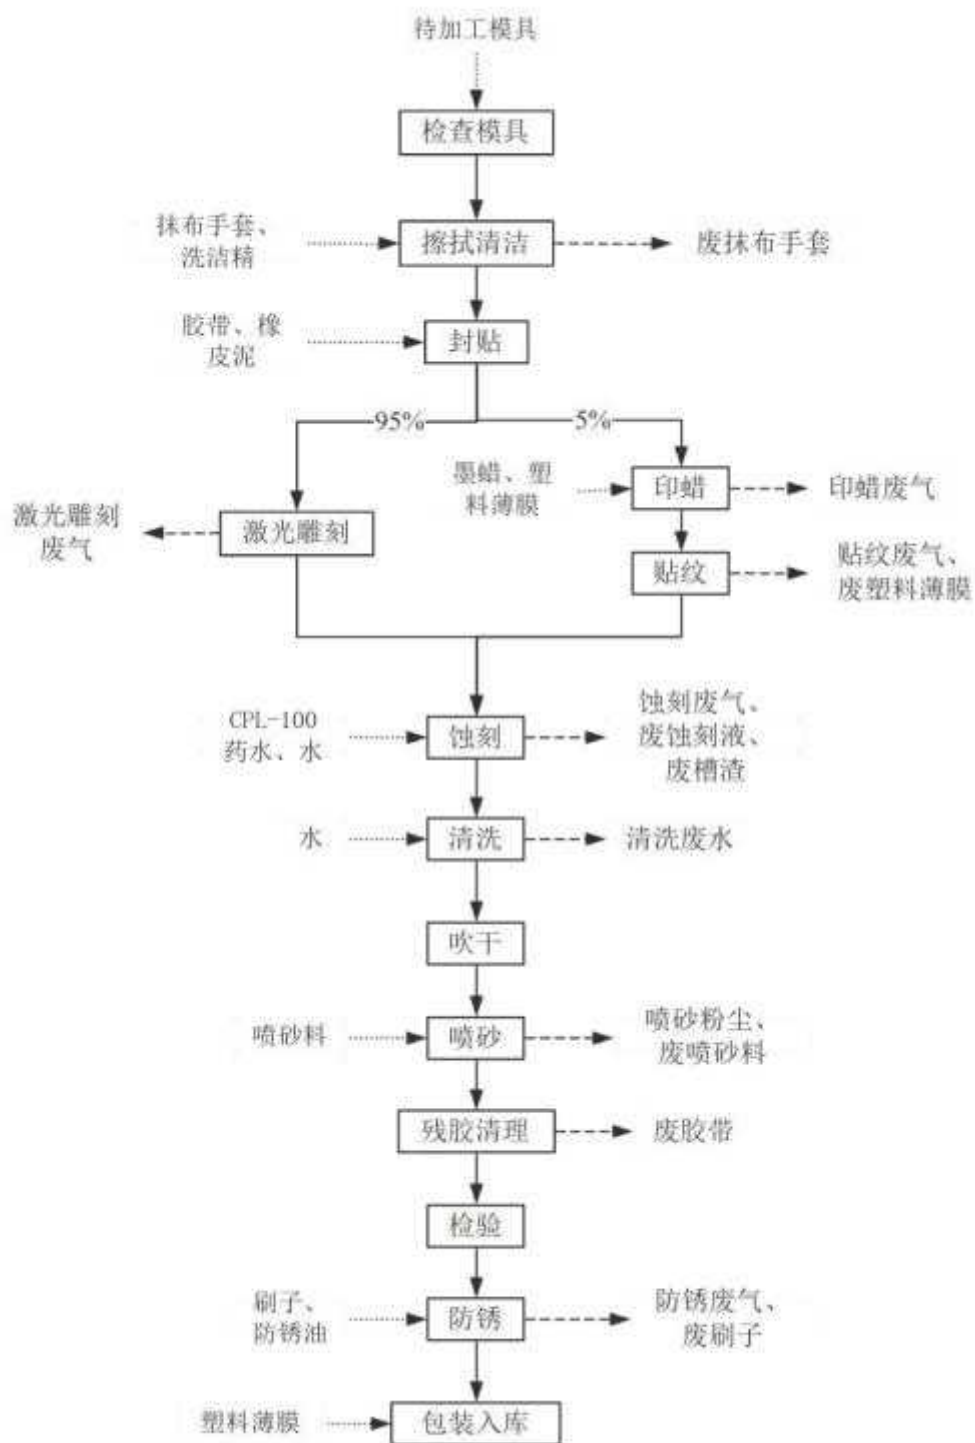 待加工模具
检查模具
抹布手套、
洗洁精
擦拭清洁
废抹布手套
胶带、橡
皮泥
封贴
95%
5%
激光雕刻
废气
激光雕刻
墨蜡、塑
料薄膜
印蜡
印蜡废气
贴纹
贴纹废气、
废塑料薄膜
CPL-100
药水、水
蚀刻
蚀刻废气、
废蚀刻液、
废槽渣
水
清洗
清洗废水
吹干
喷砂料
喷砂
喷砂粉尘、
废喷砂料
残胶清理
废胶带
检验
刷子、
防锈油
防锈
防锈废气、
废刷子
塑料薄膜
包装入库